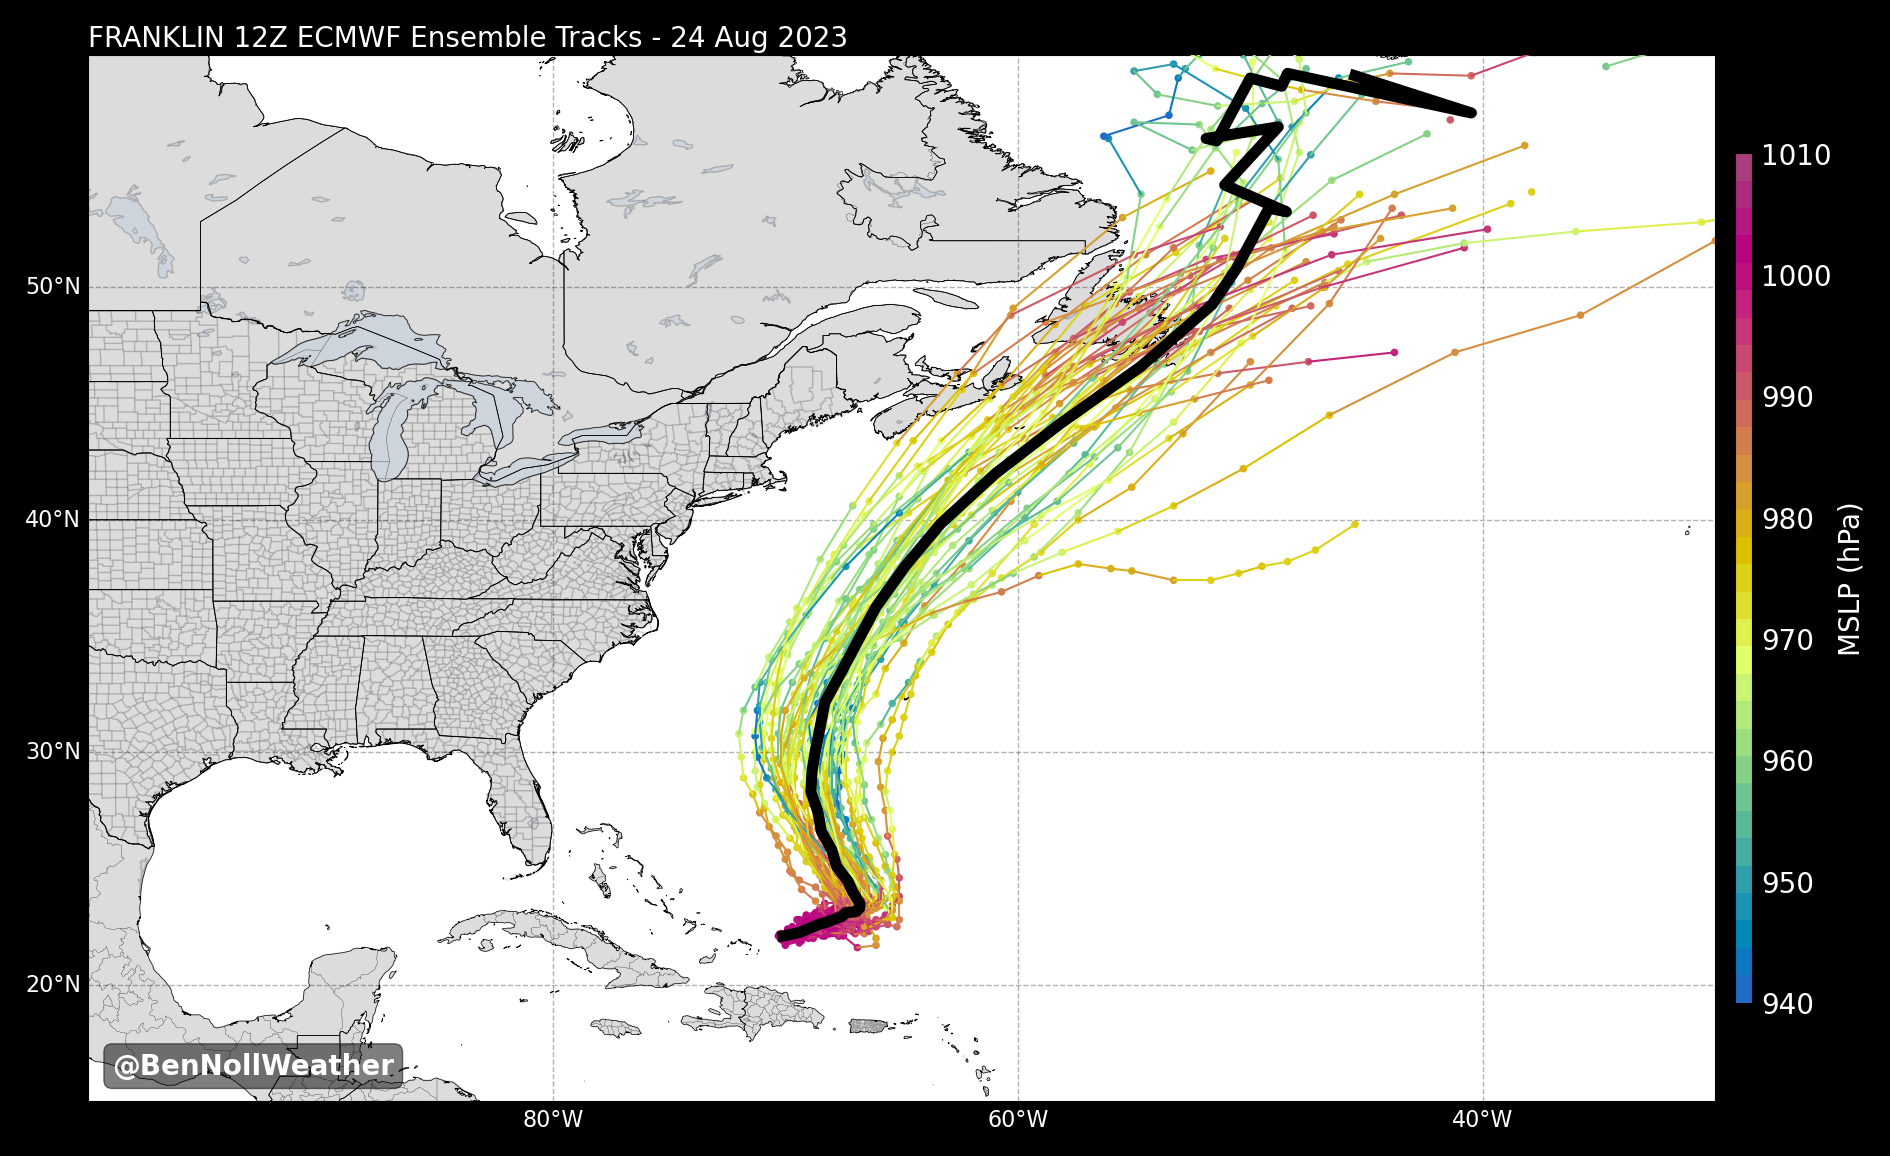 FRANKLIN 12Z ECMWF Ensemble Tracks - 24 Aug 2023
50°N
40°N
30°N
20°N
80°W
60°W
40°W
1010
1000
990
980
970
960
950
940
MSLP (hPa)
@BenNollWeather